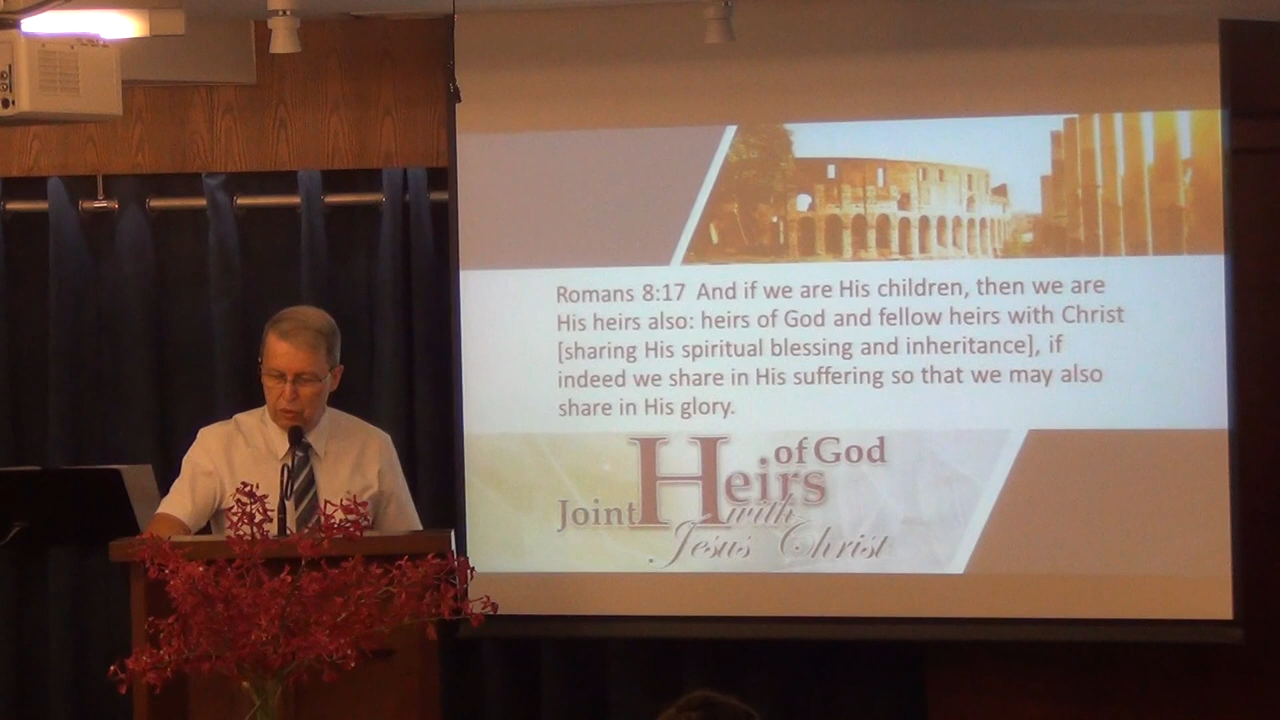 Romans 8:17 And if we are His children, then we are
His heirs also: heirs of God and fellow heirs with Christ
[sharing His spiritual blessing and inheritance], if
indeed we share in His suffering so that we may also
share in His glory.
Joint Heirs of God
with
Jesus Christ